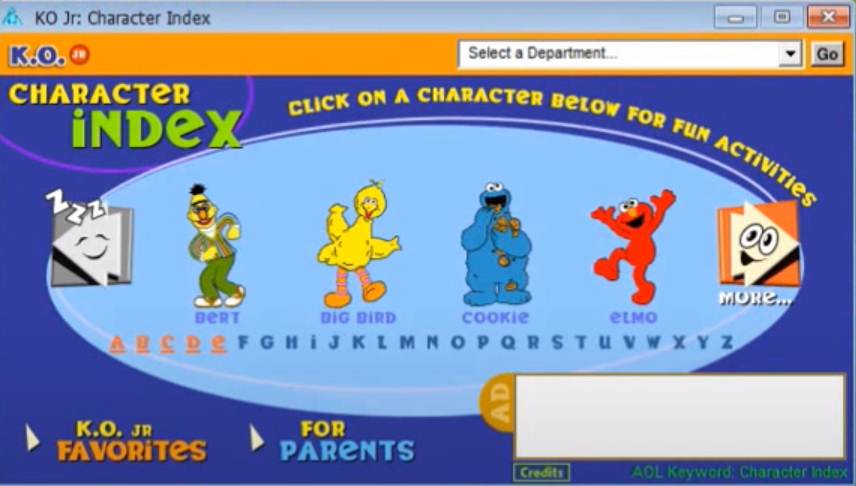 KO Jr: Character Index
K.O. JR
Select a Department...
Go
CHARACTER
iNDEX
CLICK ON A CHARACTER BELOW FOR FUN ACTIVITIES
ZZZ
BERT
BIG BIRD
COOKIE
ELMO
MORE...
A B C D E F G H I J K L M N O P Q R S T U V W X Y Z
AD
K.O. JR
FAVORITES
FOR
PARENTS
Credits
AOL Keyword: Character Index